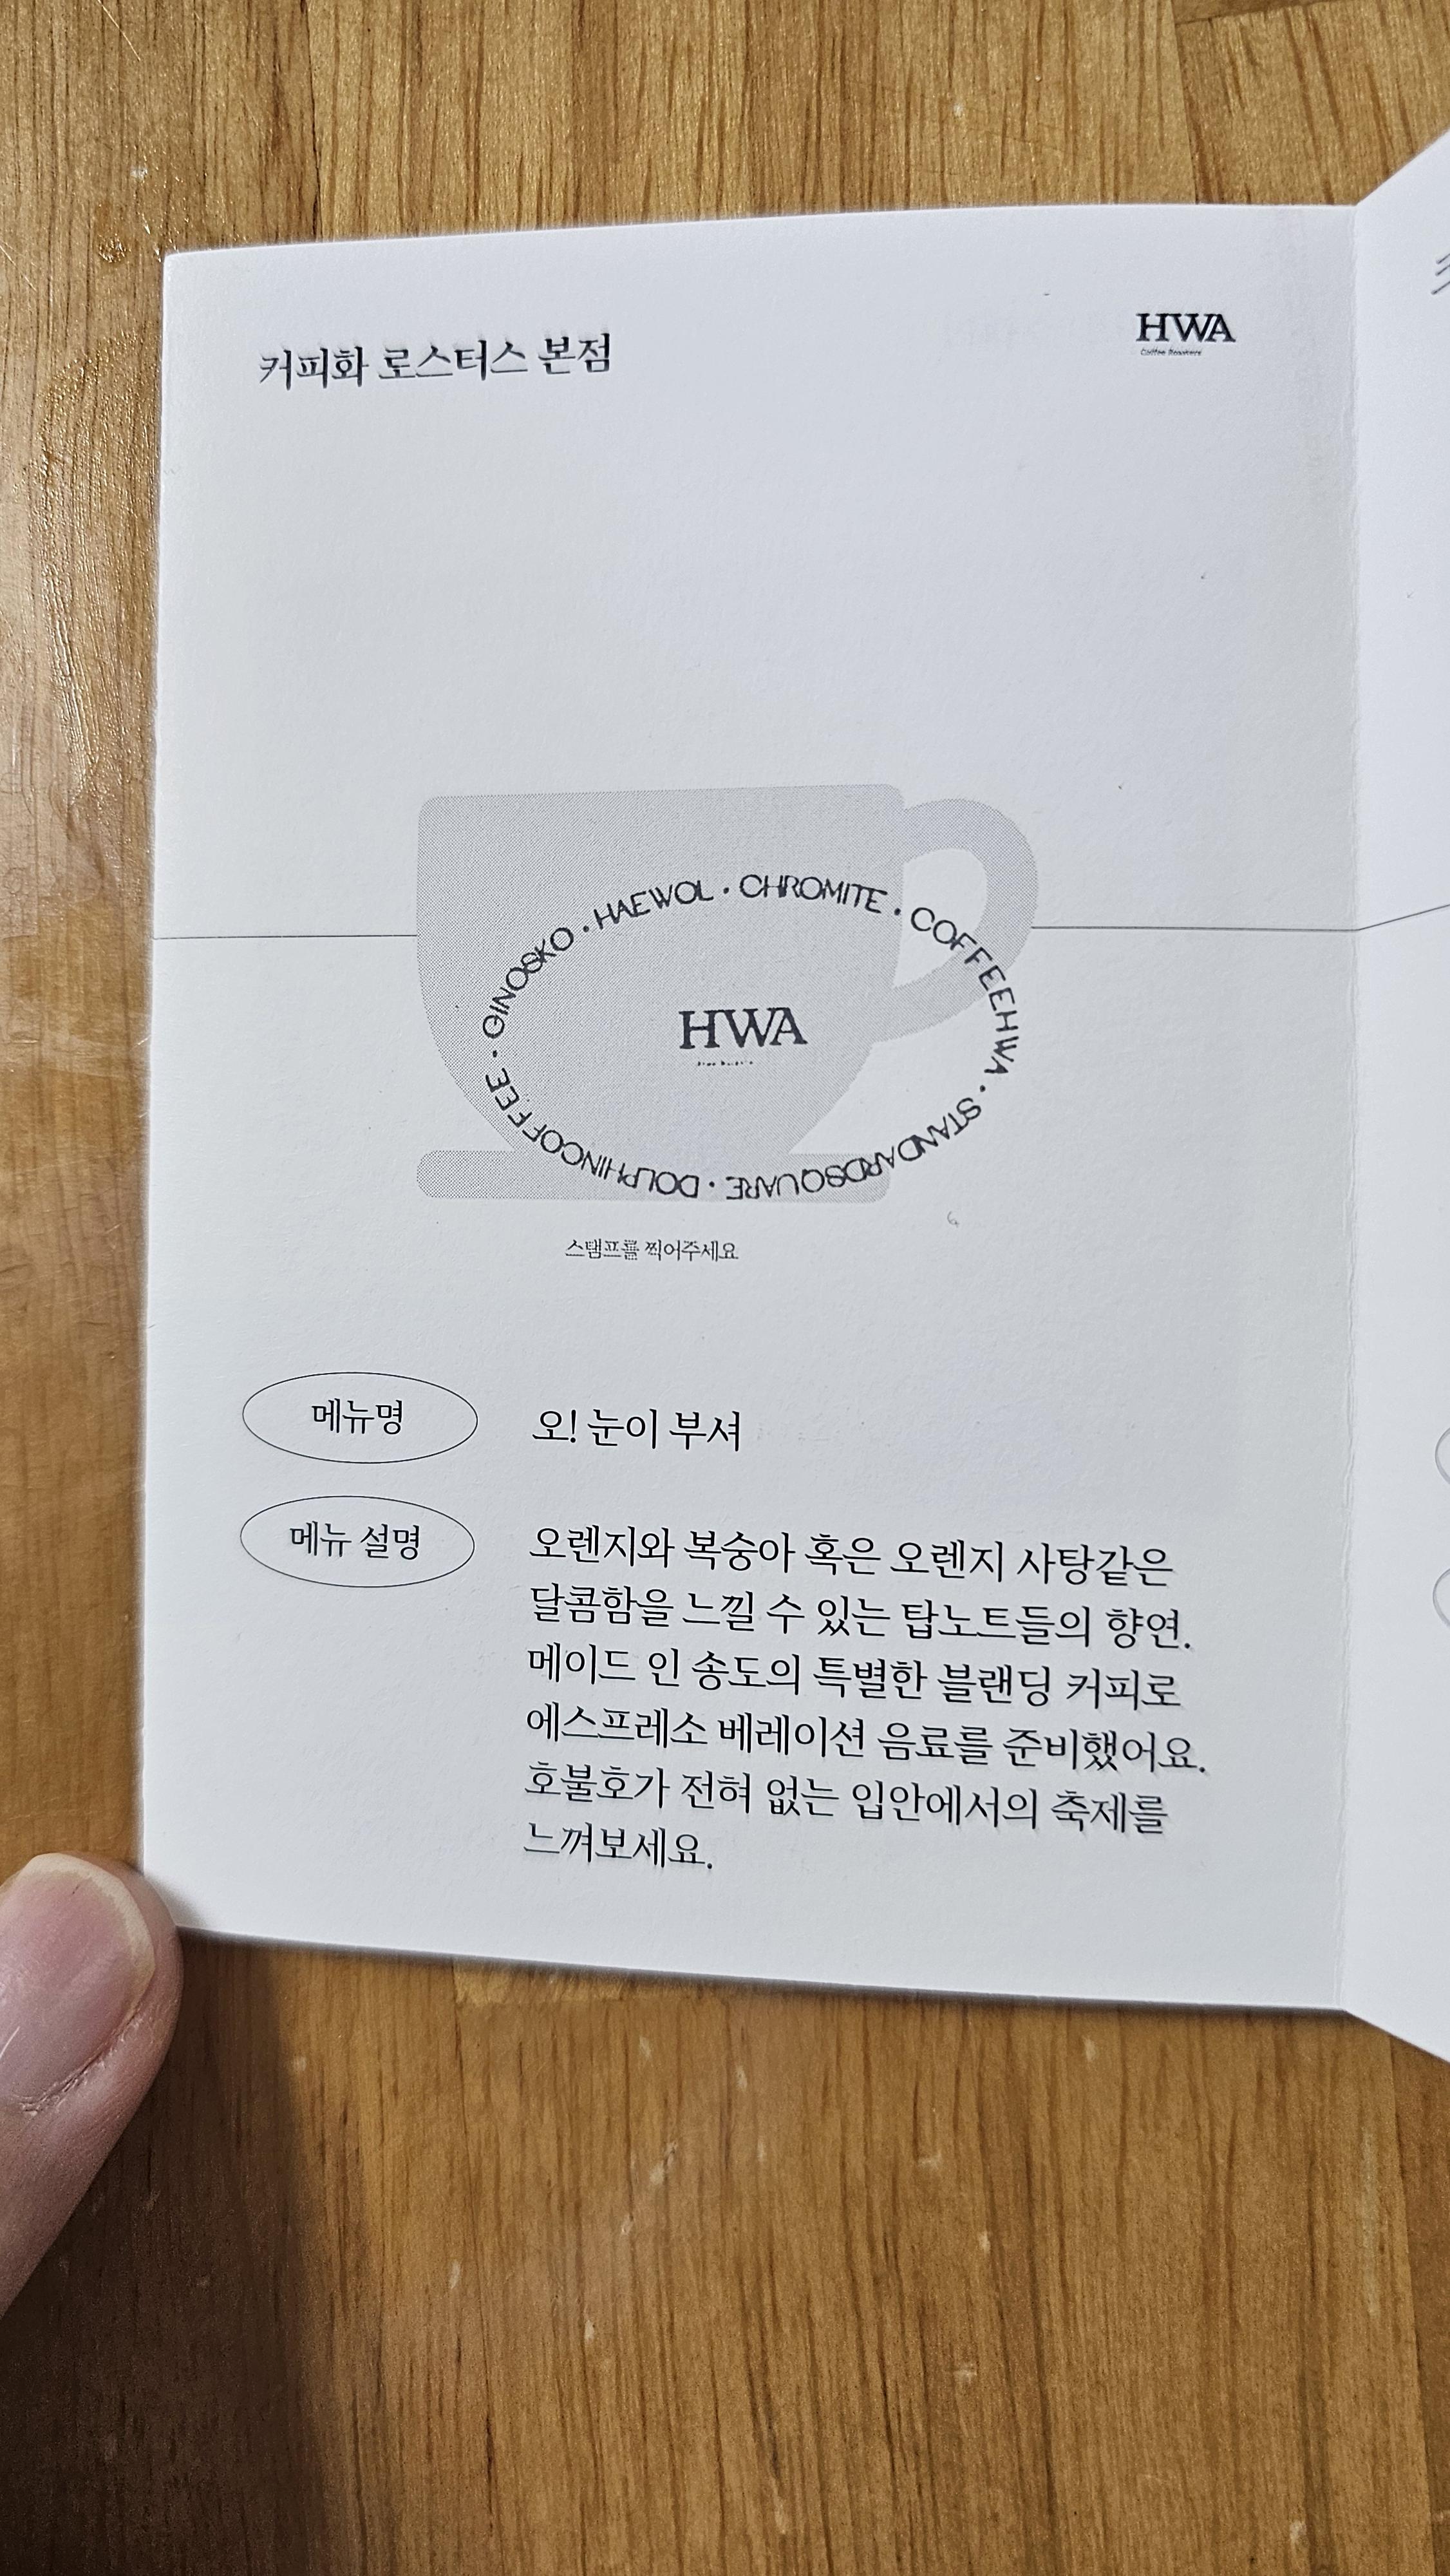 커피화 로스터스 본점
HWA
Coffee Roasters
GINOSKO · HAEWOL · CHROMITE · COFFEEHWA · STANDARDSQUARE · DOLPHINCOFFEE ·
HWA
스탬프를 찍어주세요
메뉴명
오! 눈이 부셔
메뉴 설명
오렌지와 복숭아 혹은 오렌지 사탕같은
달콤함을 느낄 수 있는 탑노트들의 향연.
메이드 인 송도의 특별한 블랜딩 커피로
에스프레소 베레이션 음료를 준비했어요.
호불호가 전혀 없는 입안에서의 축제를
느껴보세요.